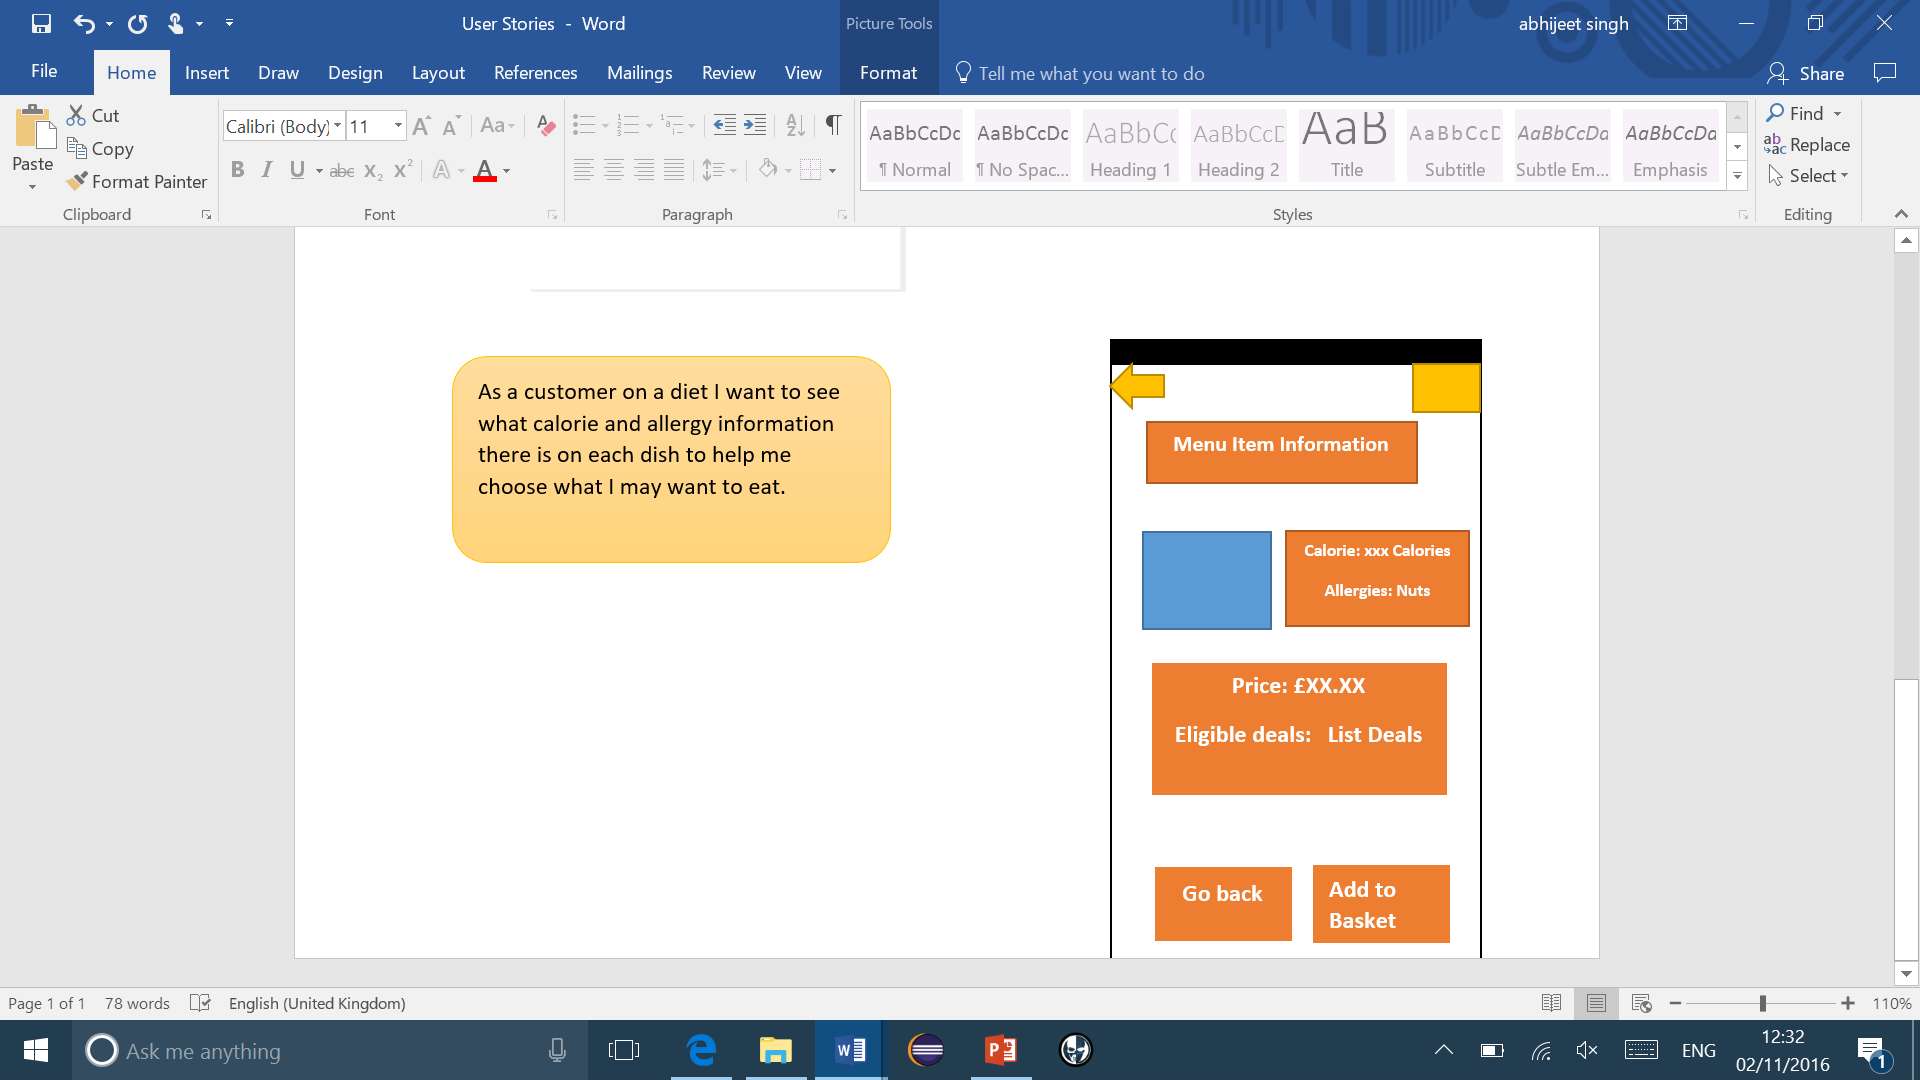 User Stories - Word
Picture Tools
abhijeet singh
File
Home
Insert
Draw
Design
Layout
References
Mailings
Review
View
Format
Tell me what you want to do
Share
Paste
Cut
Copy
Format Painter
Clipboard
Calibri (Body)
11
Aa
B I U abc X₂ X²
A
A
Font
Paragraph
AaBbCcDc
¶ Normal
AaBbCcDc
¶ No Spac...
AaBbCc
Heading 1
AaBbCcD
Heading 2
AaB
Title
AaBbCcD
Subtitle
AaBbCcDa
Subtle Em...
AaBbCcDa
Emphasis
Styles
Find
Replace
Select
Editing
As a customer on a diet I want to see
what calorie and allergy information
there is on each dish to help me
choose what I may want to eat.
Menu Item Information
Calorie: xxx Calories
Allergies: Nuts
Price: £XX.XX
Eligible deals: List Deals
Go back
Add to
Basket
Page 1 of 1
78 words
English (United Kingdom)
110%
Ask me anything
ENG
12:32
02/11/2016
1